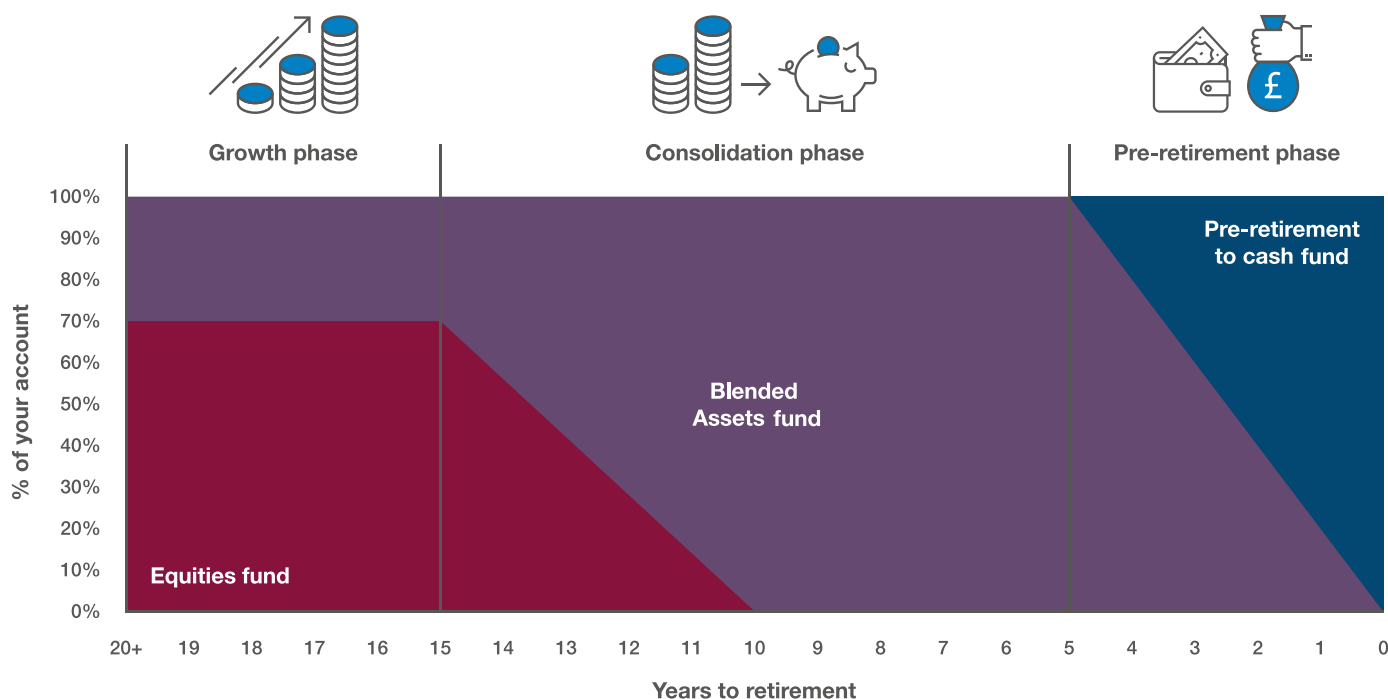 £
Growth phase
Consolidation phase
Pre-retirement phase
100%
90%
80%
70%
60%
50%
40%
30%
20%
10%
0%
% of your account
Pre-retirement
to cash fund
Blended
Assets fund
Equities fund
20+ 19 18 17 16 15 14 13 12 11 10 9 8 7 6 5 4 3 2 1 0
Years to retirement